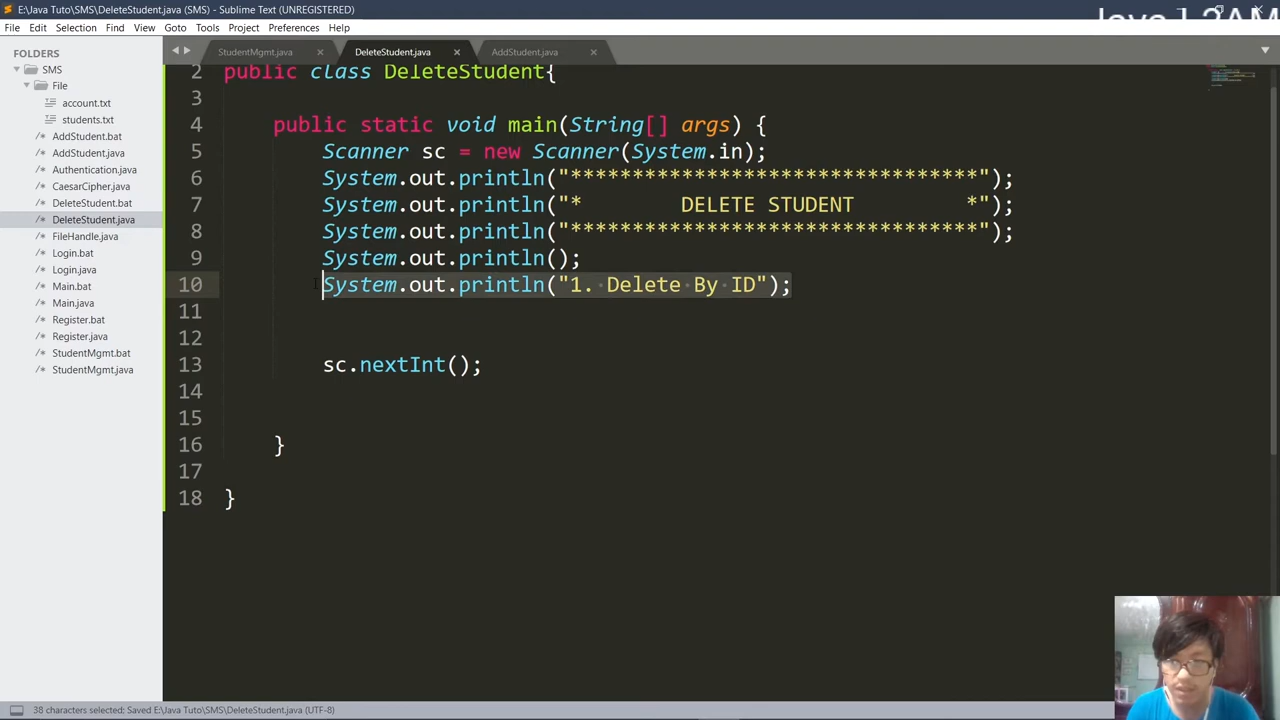 E:\Java Tuto\SMS\DeleteStudent.java (SMS) - Sublime Text (UNREGISTERED)
File Edit Selection Find View Goto Tools Project Preferences Help
FOLDERS
SMS
File
account.txt
students.txt
AddStudent.bat
AddStudent.java
Authentication.java
CaesarCipher.java
DeleteStudent.bat
DeleteStudent.java
FileHandle.java
Login.bat
Login.java
Main.bat
Main.java
Register.bat
Register.java
StudentMgmt.bat
StudentMgmt.java
StudentMgmt.java DeleteStudent.java AddStudent.java
2 public class DeleteStudent{
3
4 public static void main(String[] args) {
5 Scanner sc = new Scanner(System.in);
6 System.out.println("*********************************");
7 System.out.println("*        DELETE STUDENT         *");
8 System.out.println("*********************************");
9 System.out.println();
10 System.out.println("1. Delete By ID");
11
12
13 sc.nextInt();
14
15
16 }
17
18 }
38 characters selected; Saved E:\Java Tuto\SMS\DeleteStudent.java (UTF-8)